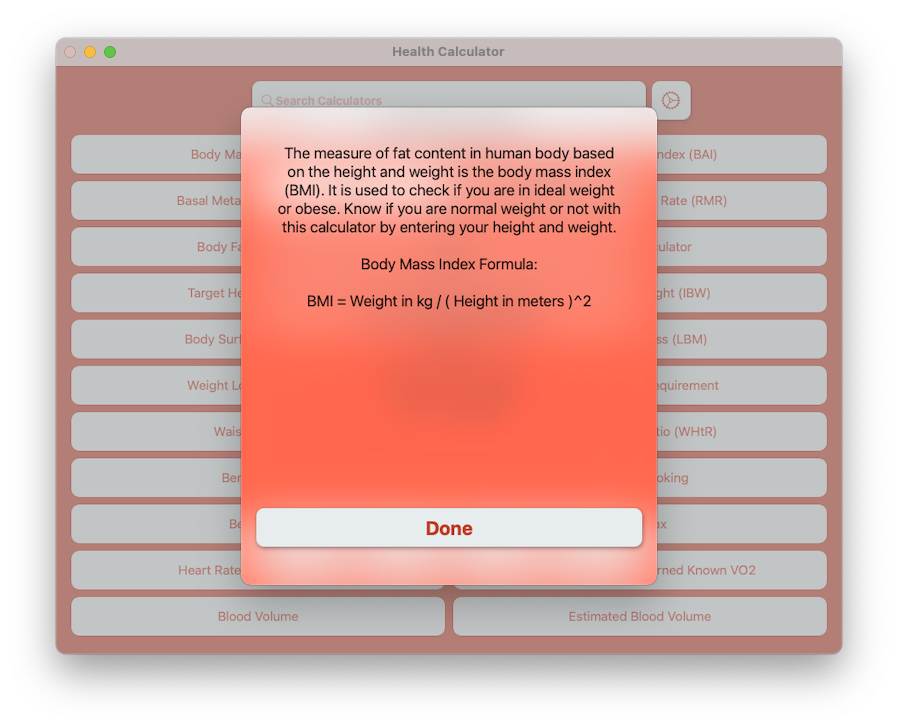 Health Calculator
Search Calculators
Body Ma
ndex (BAI)
Basal Meta
Rate (RMR)
Body Fa
ulator
Target He
ght (IBW)
Body Surf
ss (LBM)
Weight Lo
equirement
Wais
tio (WHtR)
Ben
oking
Be
ax
Heart Rate
rned Known VO2
Blood Volume
Estimated Blood Volume
The measure of fat content in human body based
on the height and weight is the body mass index
(BMI). It is used to check if you are in ideal weight
or obese. Know if you are normal weight or not with
this calculator by entering your height and weight.
Body Mass Index Formula:
BMI = Weight in kg / ( Height in meters )^2
Done